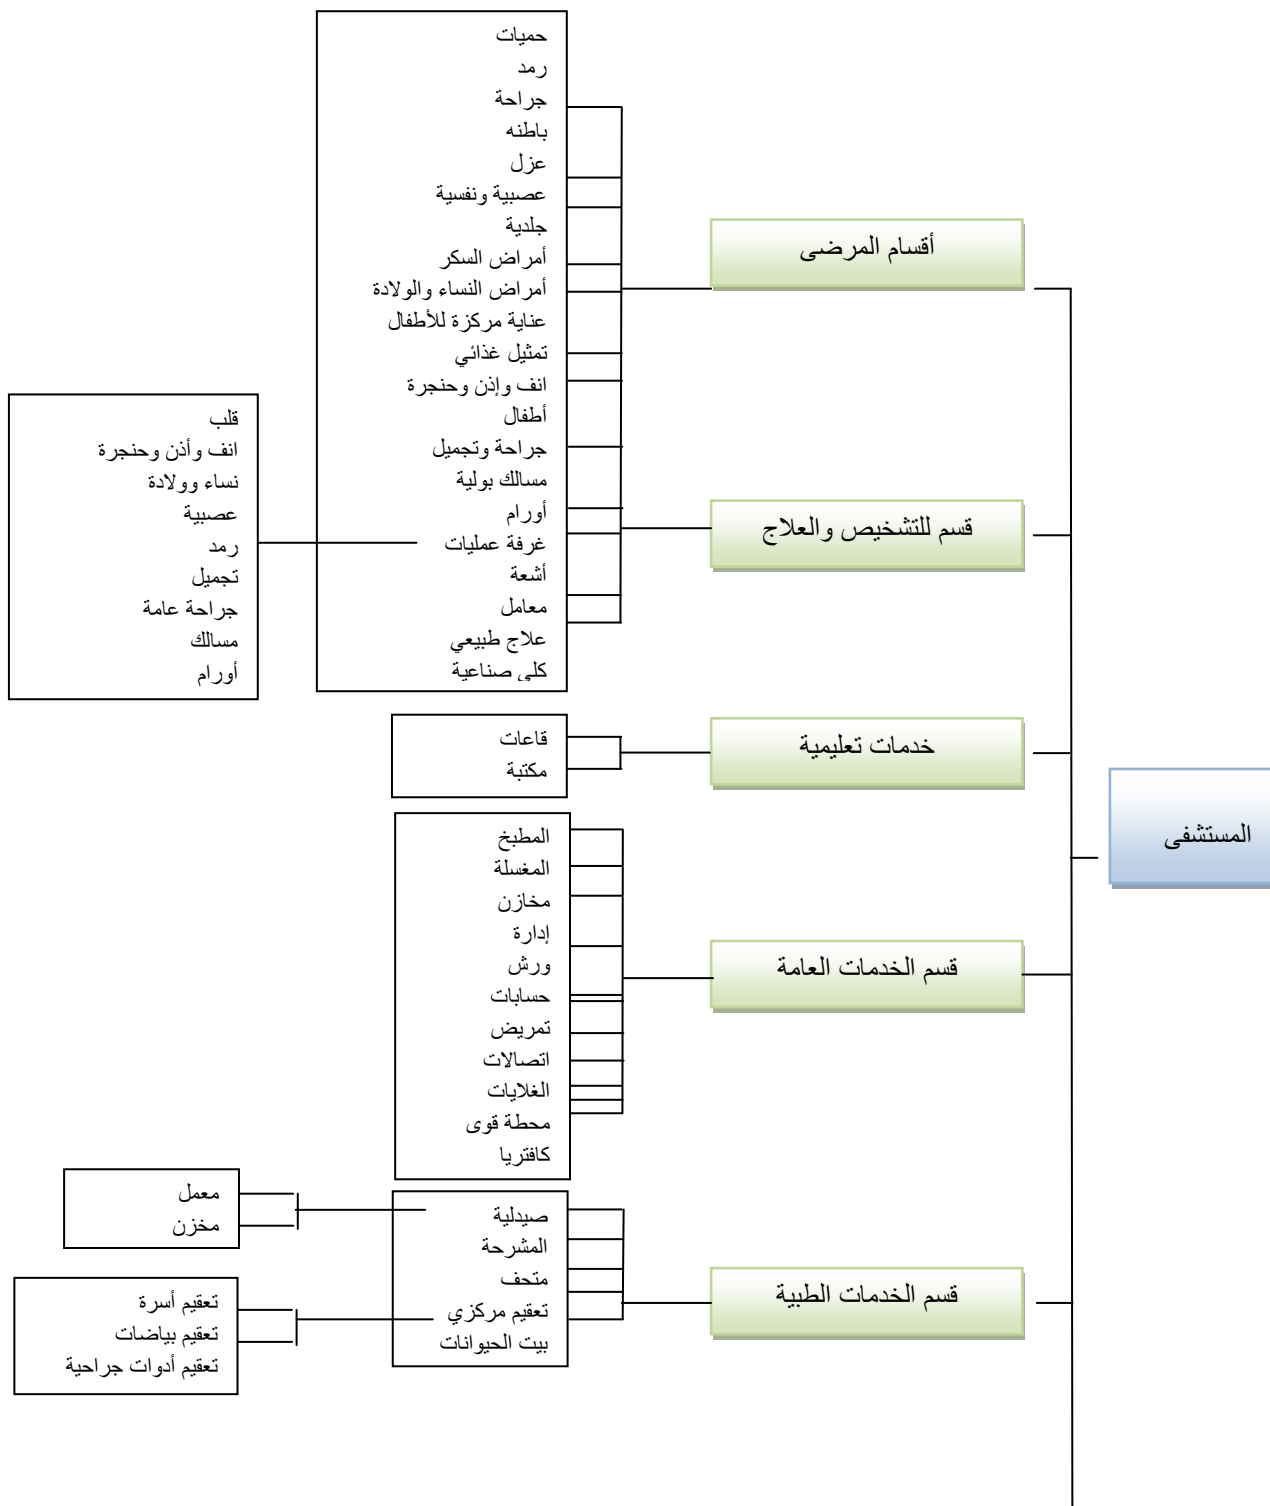 المستشفى
أقسام المرضى
قسم للتشخيص والعلاج
خدمات تعليمية
قسم الخدمات العامة
قسم الخدمات الطبية
حميات
رمد
جراحة
باطنه
عزل
عصبية ونفسية
جلدية
أمراض السكر
أمراض النساء والولادة
عناية مركزة للأطفال
تمثيل غذائي
انف وإذن وحنجرة
أطفال
جراحة وتجميل
مسالك بولية
أورام
غرفة عمليات
أشعة
معامل
علاج طبيعي
كلى صناعية
قلب
انف وأذن وحنجرة
نساء وولادة
عصبية
رمد
تجميل
جراحة عامة
مسالك
أورام
قاعات
مكتبة
المطبخ
المغسلة
مخازن
إدارة
ورش
حسابات
تمريض
اتصالات
الغلايات
محطة قوى
كافتريا
صيدلية
المشرحة
متحف
تعقيم مركزي
بيت الحيوانات
معمل
مخزن
تعقيم أسرة
تعقيم بياضات
تعقيم أدوات جراحية